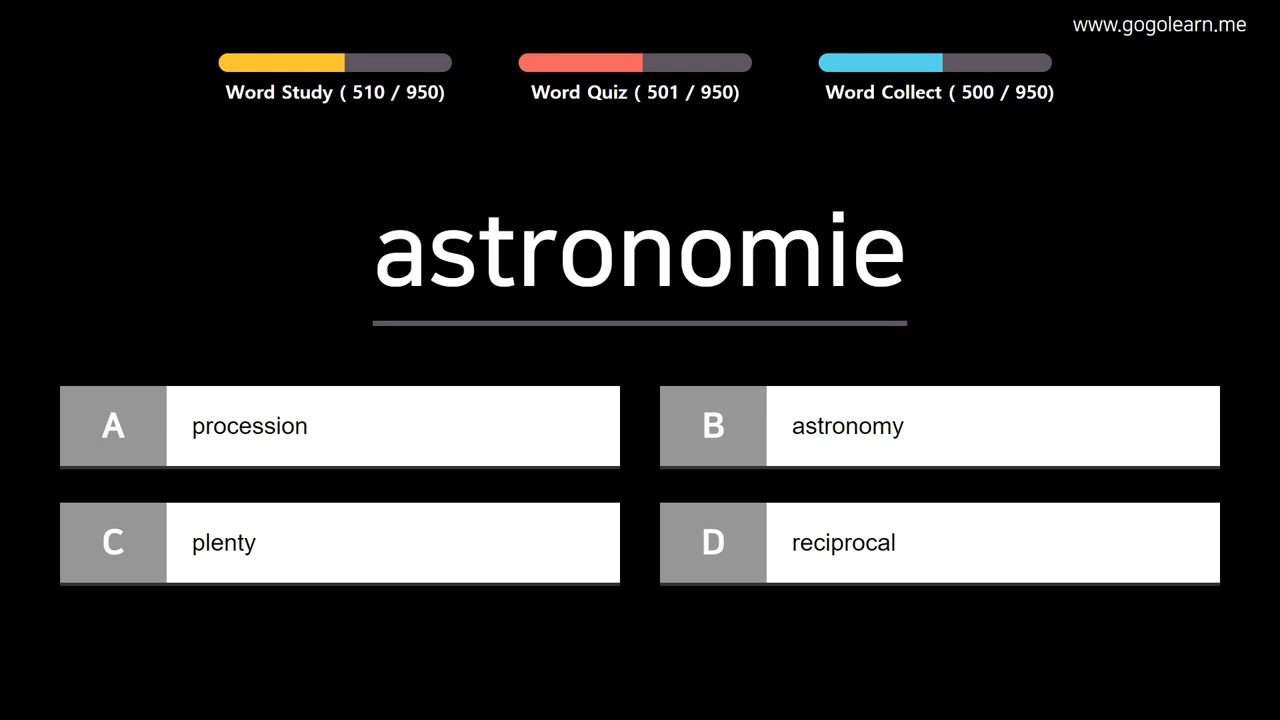 www.gogolearn.me
Word Study ( 510 / 950)
Word Quiz ( 501 / 950)
Word Collect ( 500 / 950)
astronomie
A procession
B astronomy
C plenty
D reciprocal